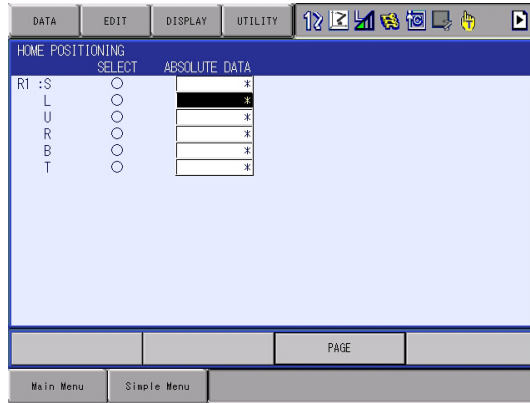 DATA EDIT DISPLAY UTILITY
HOME POSITIONING
SELECT ABSOLUTE DATA
R1 :S *
L *
U *
R *
B *
T *
PAGE
Main Menu Simple Menu